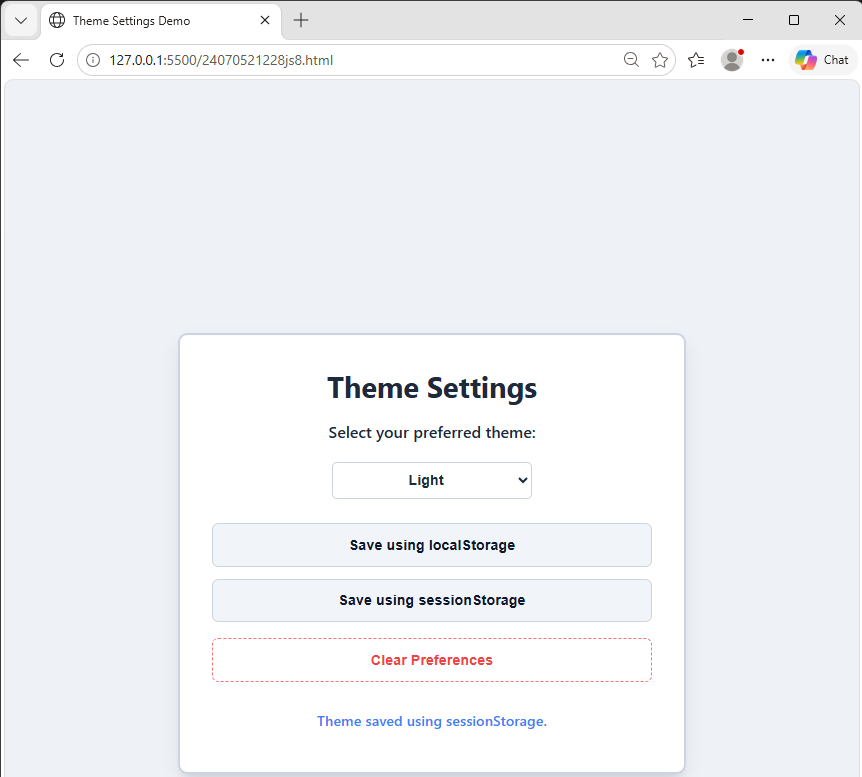 Theme Settings Demo
127.0.0.1:5500/24070521228js8.html
Chat
Theme Settings
Select your preferred theme:
Light
Save using localStorage
Save using sessionStorage
Clear Preferences
Theme saved using sessionStorage.